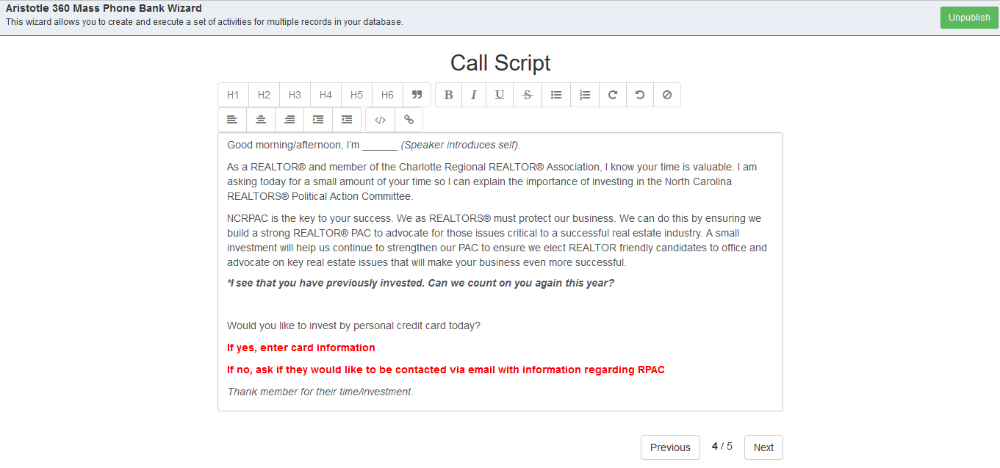 Aristotle 360 Mass Phone Bank Wizard
This wizard allows you to create and execute a set of activities for multiple records in your database.
Unpublish
Call Script
H1 H2 H3 H4 H5 H6 B I U S
</>
Good morning/afternoon, I'm ______ (Speaker introduces self).
As a REALTOR® and member of the Charlotte Regional REALTOR® Association, I know your time is valuable. I am
asking today for a small amount of your time so I can explain the importance of investing in the North Carolina
REALTORS® Political Action Committee.
NCRPAC is the key to your success. We as REALTORS® must protect our business. We can do this by ensuring we
build a strong REALTOR® PAC to advocate for those issues critical to a successful real estate industry. A small
investment will help us continue to strengthen our PAC to ensure we elect REALTOR friendly candidates to office and
advocate on key real estate issues that will make your business even more successful.
*I see that you have previously invested. Can we count on you again this year?
Would you like to invest by personal credit card today?
If yes, enter card information
If no, ask if they would like to be contacted via email with information regarding RPAC
Thank member for their time/investment.
Previous 4 / 5 Next